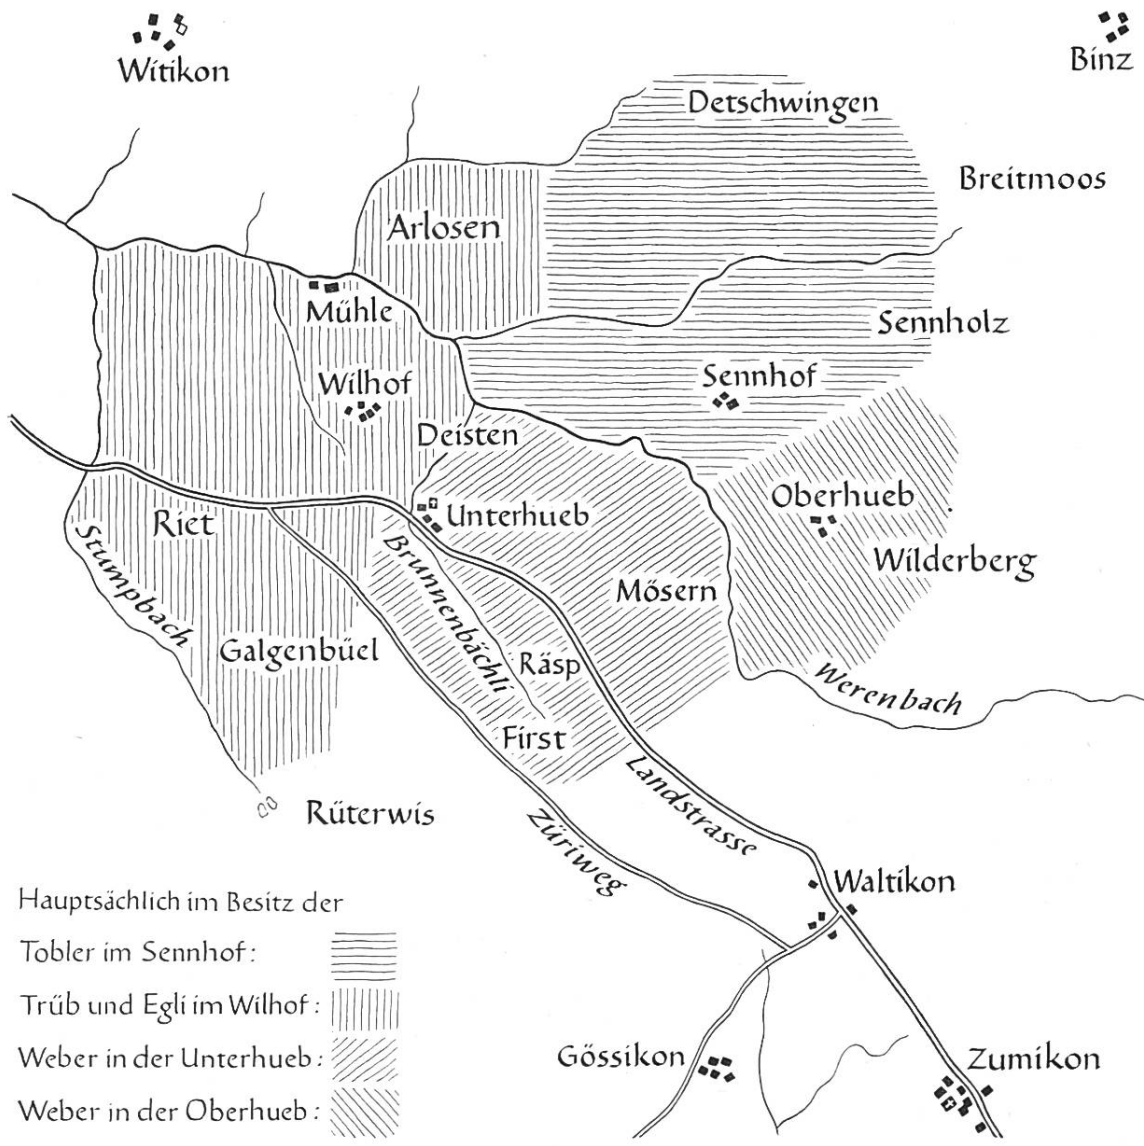 Witikon
Binz
Detschwingen
Breitmoos
Arlosen
Mühle
Sennholz
Wilhof
Sennhof
Deisten
Oberhueb
Riet
Unterhueb
Wilderberg
Stumpbach
Brunnenbächli
Mösern
Galgenbüel
Räsp
Werenbach
First
Landstrasse
Rüterwis
Züriweg
Waltikon
Hauptsächlich im Besitz der
Tobler im Sennhof:
Trüb und Egli im Wilhof:
Weber in der Unterhueb:
Weber in der Oberhueb:
Gössikon
Zumikon